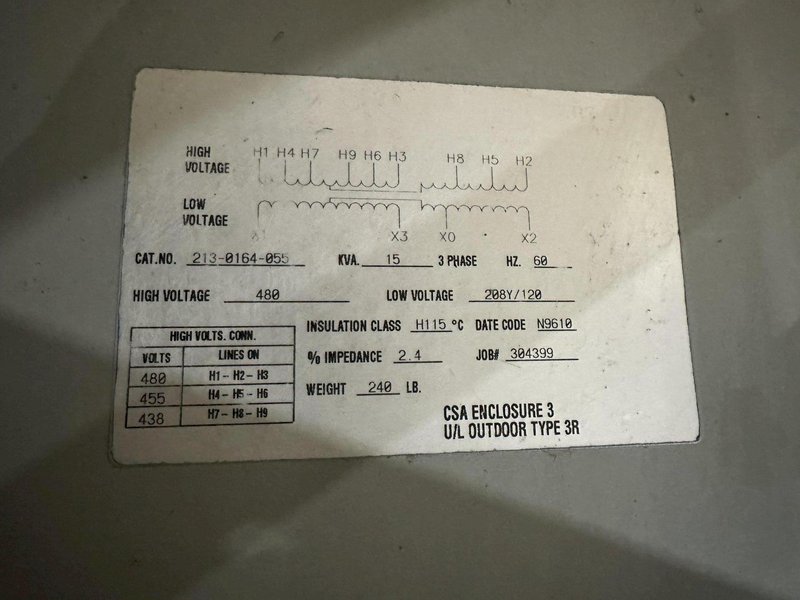 HIGH VOLTAGE H1 H4 H7 H9 H6 H3 H8 H5 H2
LOW VOLTAGE
X1 X3 X0 X2
CAT.NO. 213-0164-055 KVA. 15 3 PHASE HZ. 60
HIGH VOLTAGE 480 LOW VOLTAGE 208Y/120
INSULATION CLASS H115 °C DATE CODE N9610
% IMPEDANCE 2.4 JOB# 304399
WEIGHT 240 LB.
HIGH VOLTS. CONN.
VOLTS LINES ON
480 H1 - H2 - H3
455 H4 - H5 - H6
438 H7 - H8 - H9
CSA ENCLOSURE 3
U/L OUTDOOR TYPE 3R